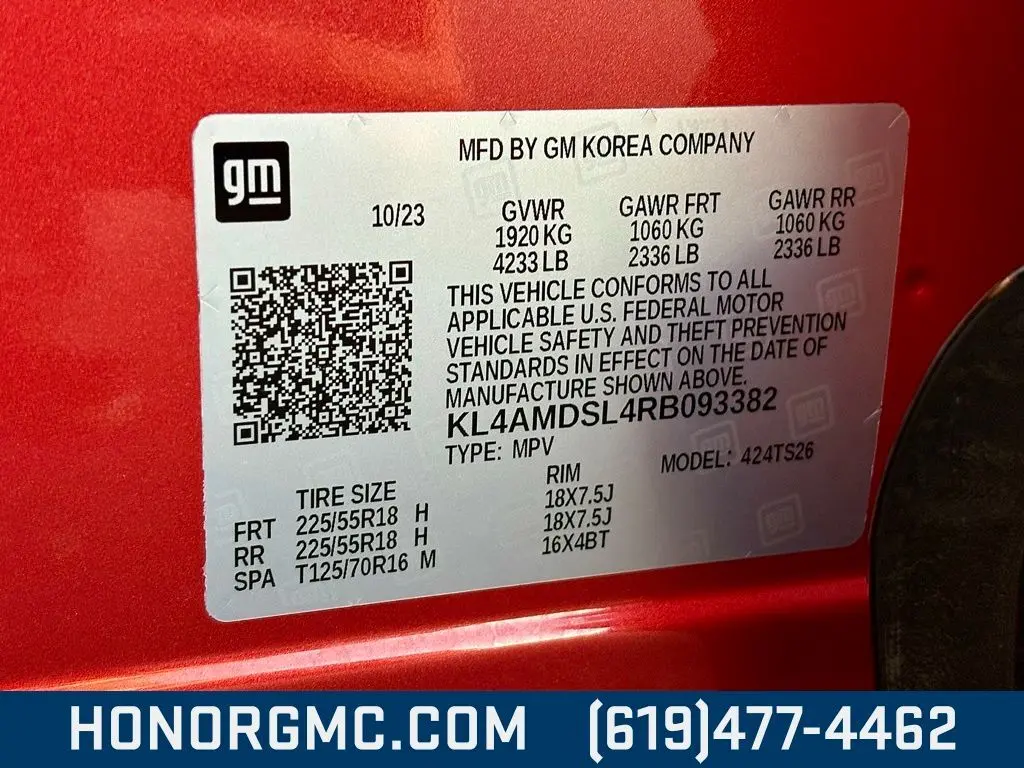 gm
MFD BY GM KOREA COMPANY
10/23
GVWR GAWR FRT GAWR RR
1920 KG 1060 KG 1060 KG
4233 LB 2336 LB 2336 LB
THIS VEHICLE CONFORMS TO ALL
APPLICABLE U.S. FEDERAL MOTOR
VEHICLE SAFETY AND THEFT PREVENTION
STANDARDS IN EFFECT ON THE DATE OF
MANUFACTURE SHOWN ABOVE.
KL4AMDSL4RB093382
TYPE: MPV MODEL: 424TS26
TIRE SIZE RIM
FRT 225/55R18 H 18X7.5J
RR 225/55R18 H 18X7.5J
SPA T125/70R16 M 16X4BT
HONORGMC.COM (619)477-4462